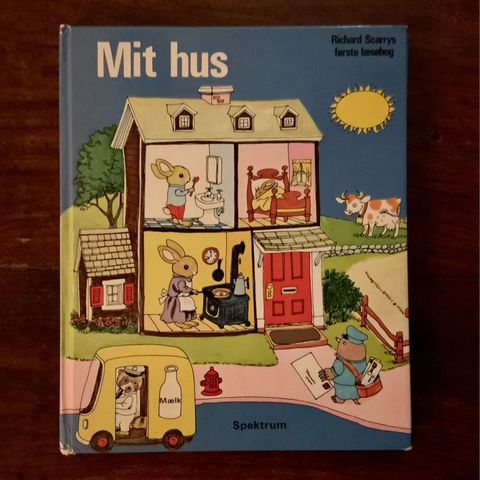 Mit hus
Richard Scarrys
første læsebog
Mælk
Spektrum